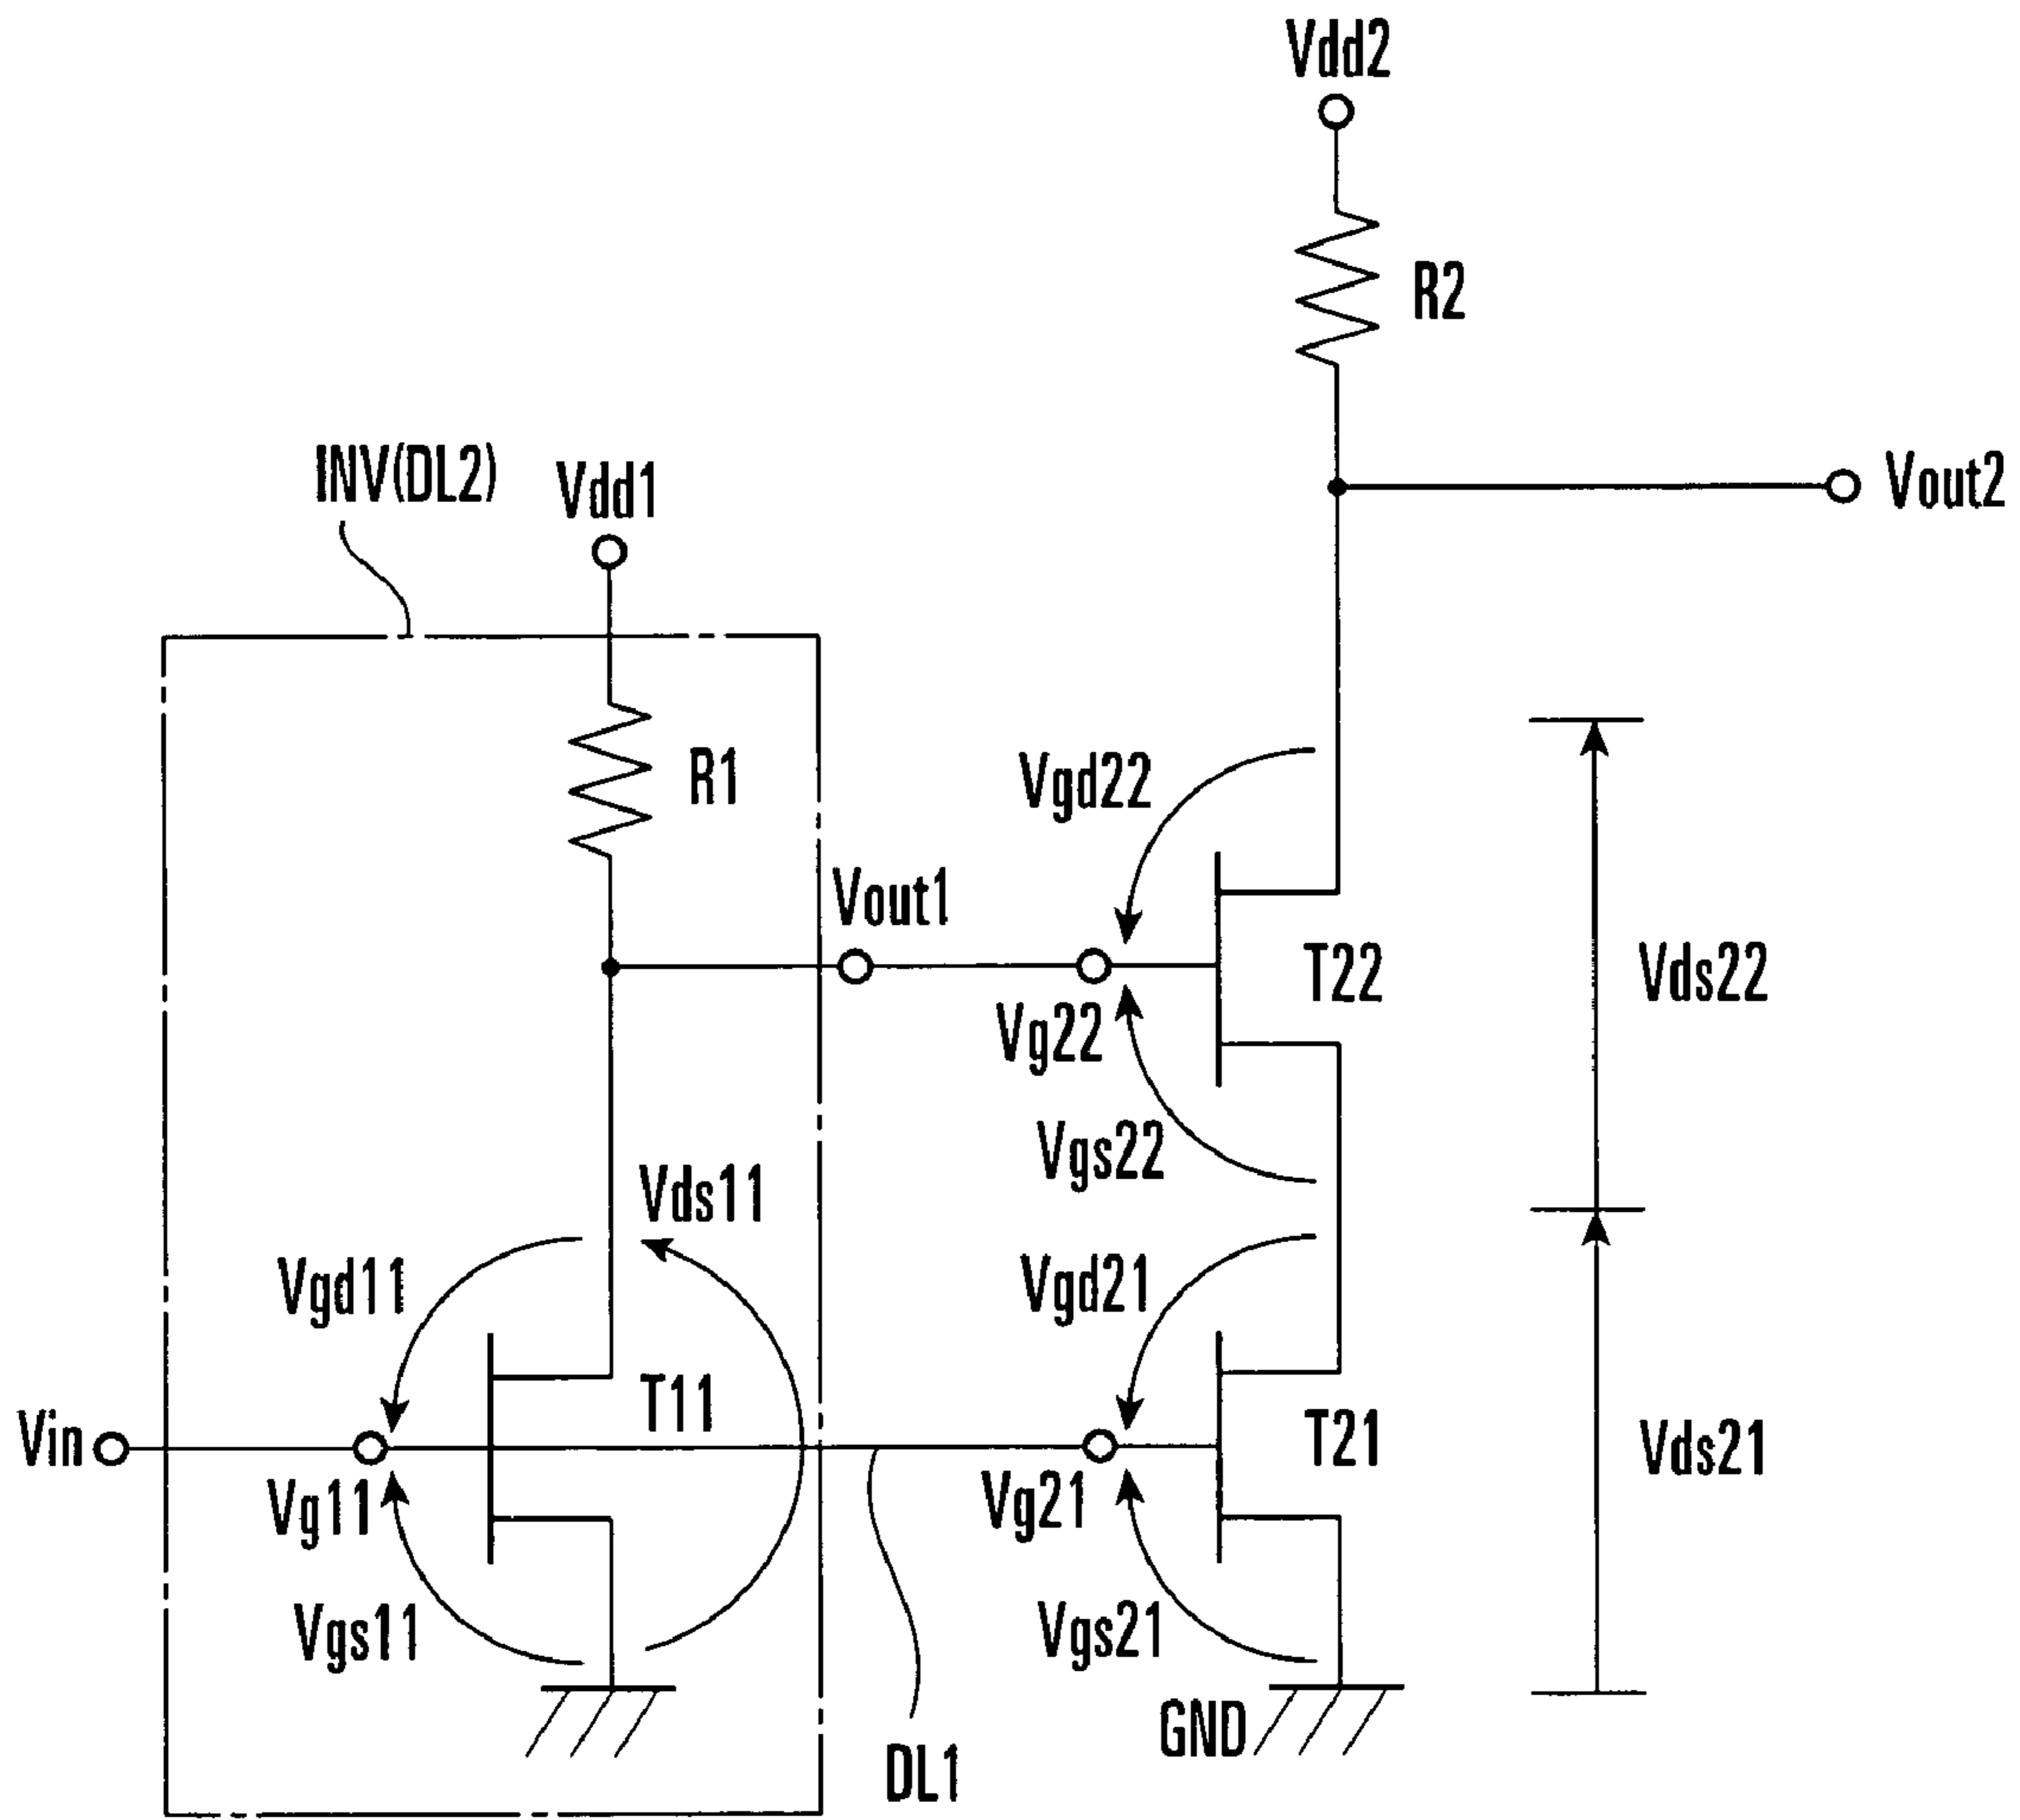 Vdd2
R2
INV(DL2)
Vdd1
Vout2
R1
Vgd22
Vout1
T22
Vds22
Vg22
Vgs22
Vds11
Vgd11
Vgd21
T11
T21
Vin
Vds21
Vg11
Vg21
Vgs11
Vgs21
GND
DL1